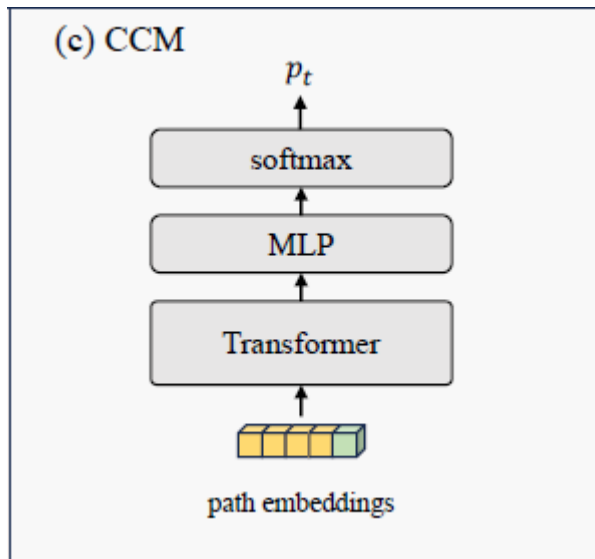 (c) CCM
p_t
softmax
MLP
Transformer
path embeddings